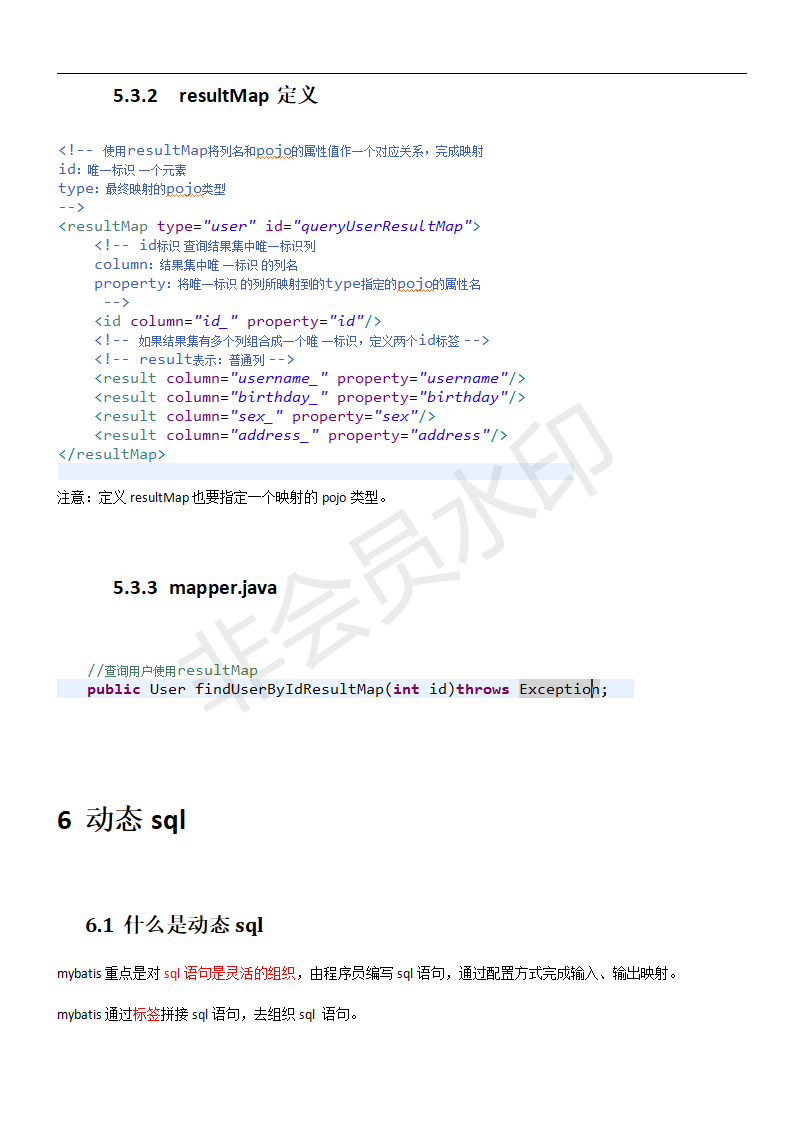 5.3.2 resultMap 定义
<!-- 使用resultMap将列名和pojo的属性值作一个对应关系，完成映射
id：唯一标识 一个元素
type：最终映射的pojo类型
-->
<resultMap type="user" id="queryUserResultMap">
<!-- id标识 查询结果集中唯一标识列
column：结果集中唯 一标识 的列名
property：将唯一标识 的列所映射到的type指定的pojo的属性名
-->
<id column="id_" property="id"/>
<!-- 如果结果集有多个列组合成一个唯 一标识，定义两个id标签 -->
<!-- result表示：普通列 -->
<result column="username_" property="username"/>
<result column="birthday_" property="birthday"/>
<result column="sex_" property="sex"/>
<result column="address_" property="address"/>
</resultMap>
注意：定义 resultMap 也要指定一个映射的 pojo 类型。
5.3.3 mapper.java
//查询用户使用resultMap
public User findUserByIdResultMap(int id)throws Exception;
6 动态 sql
6.1 什么是动态 sql
mybatis 重点是对 sql 语句是灵活的组织，由程序员编写 sql 语句，通过配置方式完成输入、输出映射。
mybatis 通过标签拼接 sql 语句，去组织 sql 语句。
非会员水印